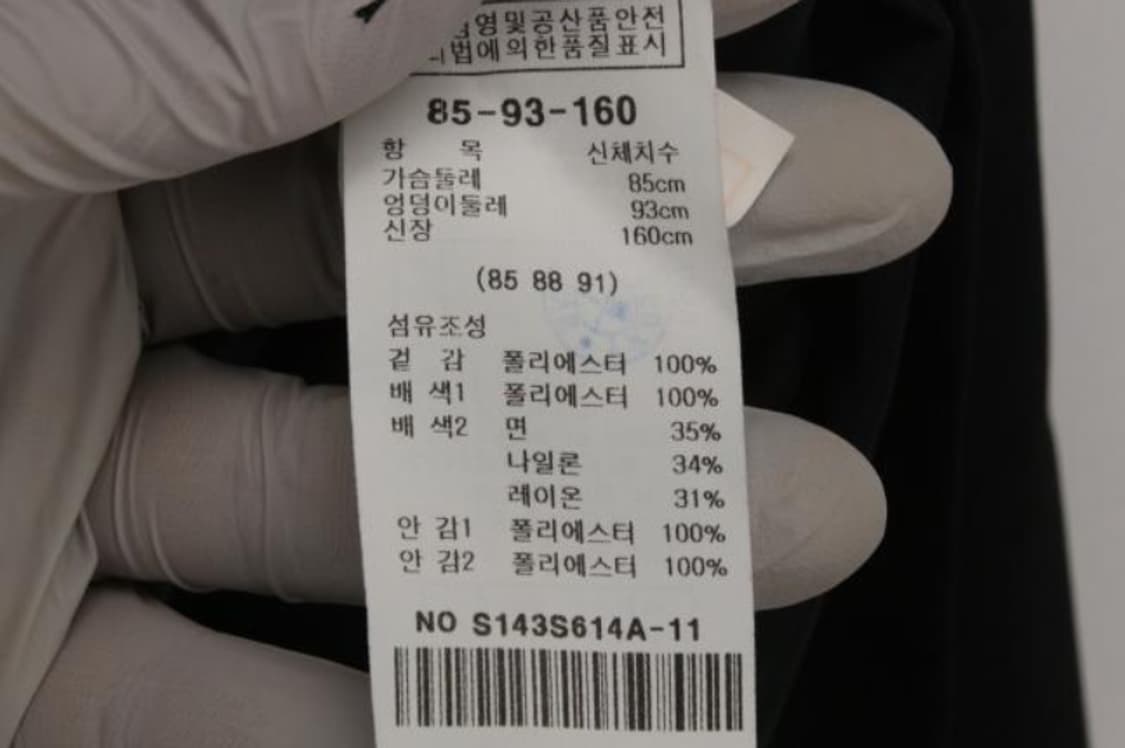 영및공산품안전
법에의한품질표시
85-93-160
항 목 신체치수
가슴둘레 85cm
엉덩이둘레 93cm
신장 160cm
(85 88 91)
섬유조성
겉 감 폴리에스터 100%
배 색1 폴리에스터 100%
배 색2 면 35%
나일론 34%
레이온 31%
안 감1 폴리에스터 100%
안 감2 폴리에스터 100%
NO S143S614A-11